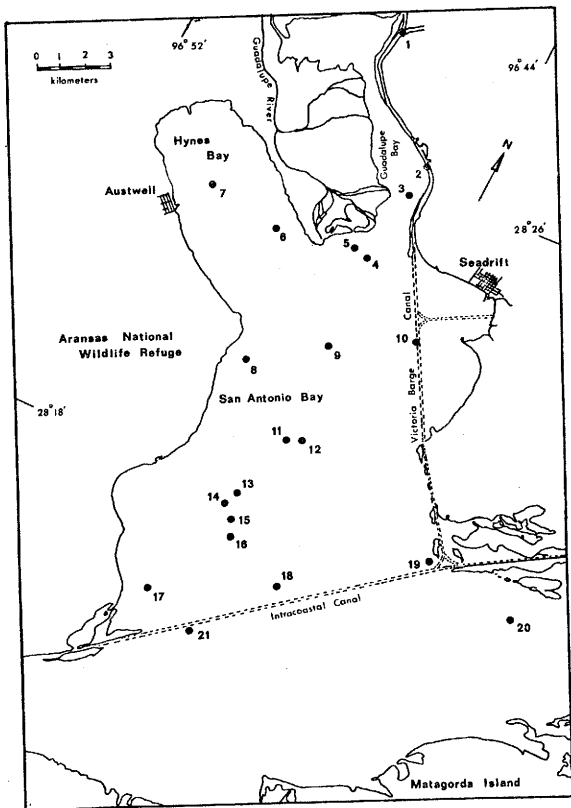 96° 52'
0 1 2 3
kilometers
Guadalupe River
1
96° 44'
N
Hynes
Bay
Guadalupe
Bay
2
3
7
Austwell
6
5
4
28° 26'
Seadrift
Aransas National
Wildlife Refuge
8
9
10
Victoria Barge Canal
28° 18'
San Antonio Bay
11
12
13
14
15
16
17
18
19
Intracoastal Canal
20
21
Matagorda Island